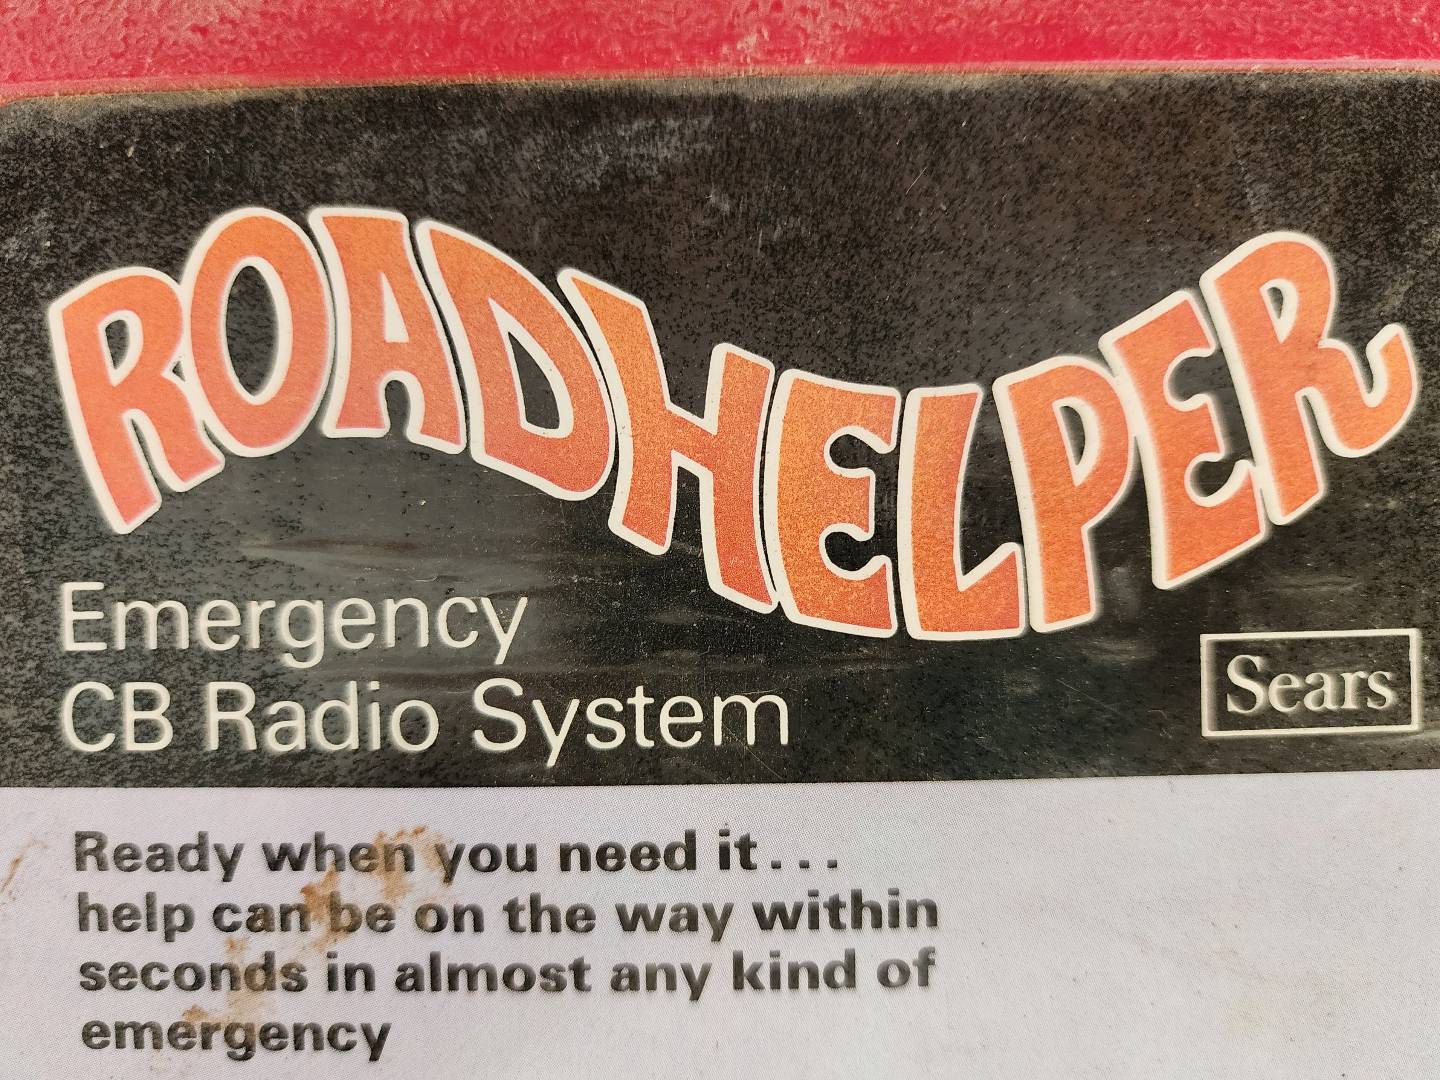 ROADHELPER
Emergency
CB Radio System
Sears
Ready when you need it...
help can be on the way within
seconds in almost any kind of
emergency